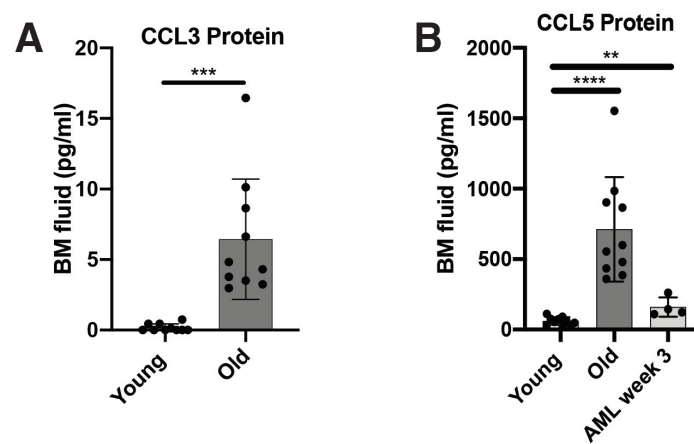 A
CCL3 Protein
BM fluid (pg/ml)
20
15
10
5
0
***
Young
Old
B
CCL5 Protein
BM fluid (pg/ml)
2000
1500
1000
500
0
**
****
Young
Old
AML week 3